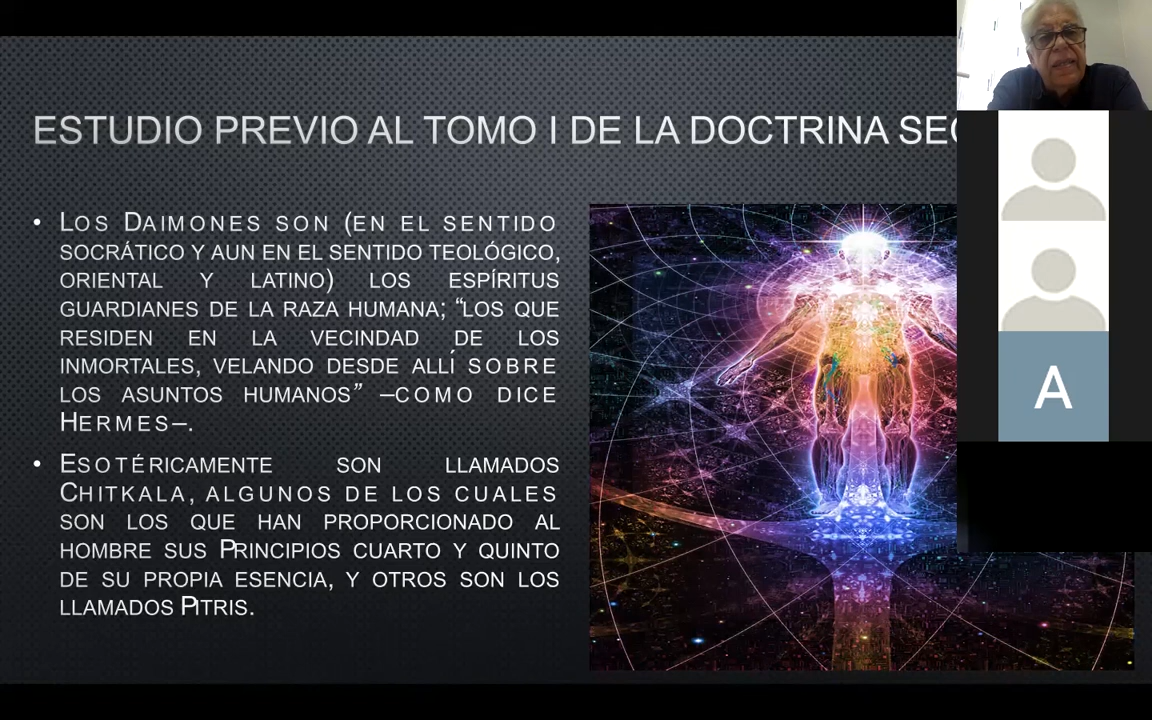 ESTUDIO PREVIO AL TOMO I DE LA DOCTRINA
• LOS DAIMONES SON (EN EL SENTIDO
SOCRÁTICO Y AUN EN EL SENTIDO TEOLÓGICO,
ORIENTAL Y LATINO) LOS ESPÍRITUS
GUARDIANES DE LA RAZA HUMANA; “LOS QUE
RESIDEN EN LA VECINDAD DE LOS
INMORTALES, VELANDO DESDE ALLÍ SOBRE
LOS ASUNTOS HUMANOS” –COMO DICE
HERMES–.
• ESOTÉRICAMENTE SON LLAMADOS
CHITKALA, ALGUNOS DE LOS CUALES
SON LOS QUE HAN PROPORCIONADO AL
HOMBRE SUS PRINCIPIOS CUARTO Y QUINTO
DE SU PROPIA ESENCIA, Y OTROS SON LOS
LLAMADOS PITRIS.
A